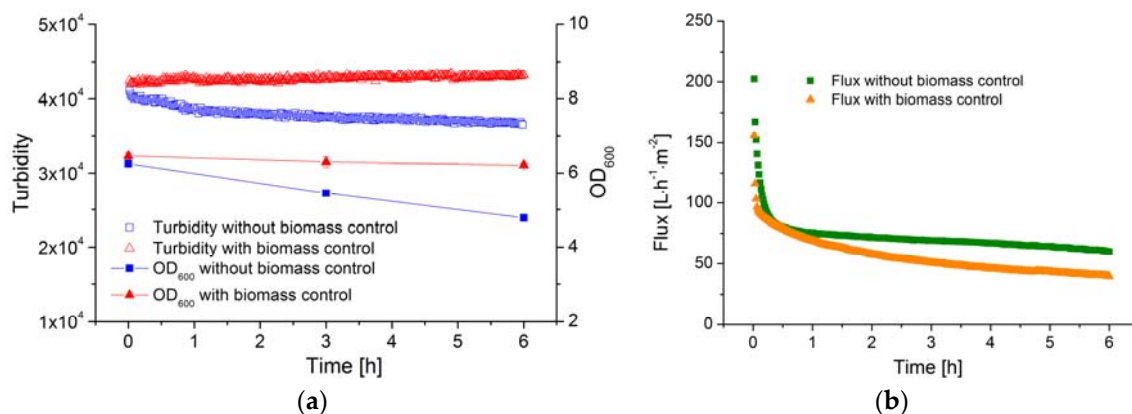 5x10⁴
4x10⁴
3x10⁴
2x10⁴
1x10⁴
Turbidity
10
8
6
4
2
OD₆₀₀
Turbidity without biomass control
Turbidity with biomass control
OD₆₀₀ without biomass control
OD₆₀₀ with biomass control
0 1 2 3 4 5 6
Time [h]
(a)
250
200
150
100
50
0
Flux [L·h⁻¹·m⁻²]
Flux without biomass control
Flux with biomass control
0 1 2 3 4 5 6
Time [h]
(b)